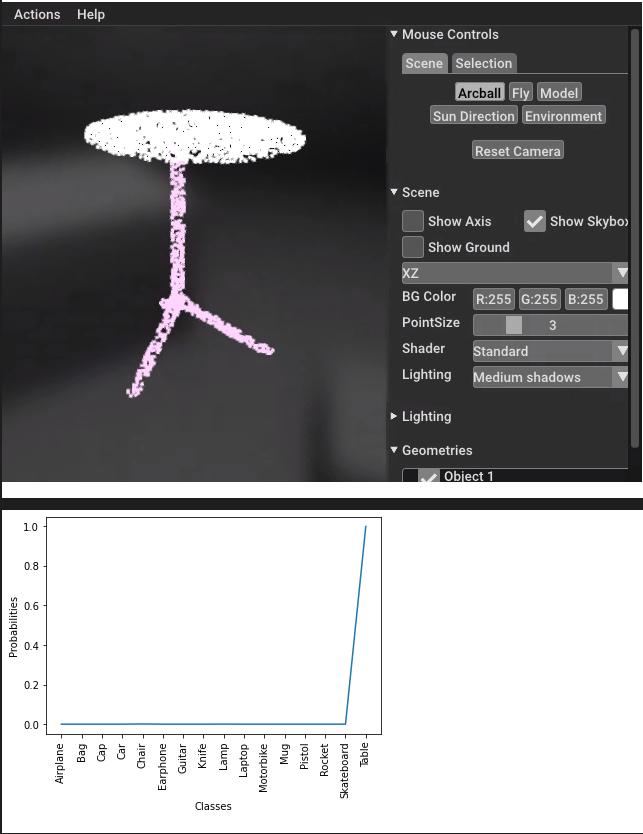 Actions Help
Mouse Controls
Scene Selection
Arcball Fly Model
Sun Direction Environment
Reset Camera
Scene
Show Axis Show Skybox
Show Ground
XZ
BG Color R:255 G:255 B:255
PointSize 3
Shader Standard
Lighting Medium shadows
Lighting
Geometries
Object 1
1.0
0.8
0.6
0.4
0.2
0.0
Probabilities
Airplane
Bag
Cap
Car
Chair
Earphone
Guitar
Knife
Lamp
Laptop
Motorbike
Mug
Pistol
Rocket
Skateboard
Table
Classes